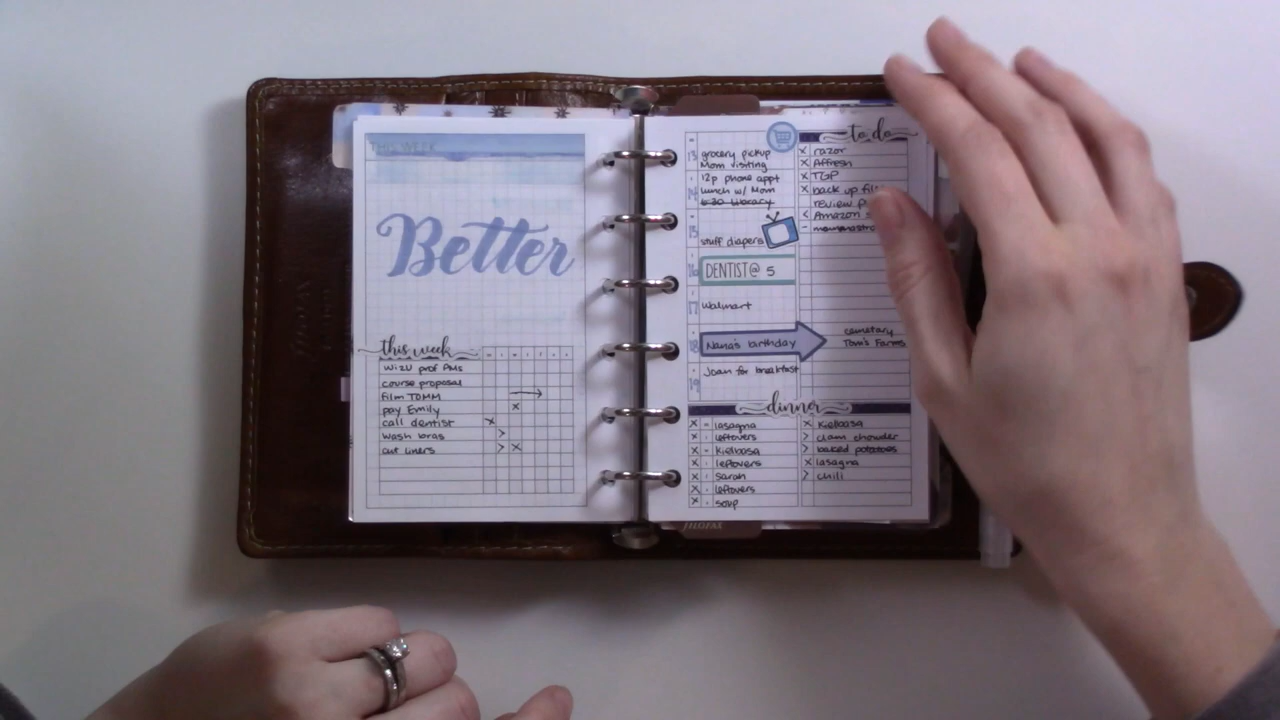 THIS WEEK
Better
this week
WIZU prof PMs
course proposal
film TOMM
pay Emily
call dentist
wash bras
cut liners
13 grocery pickup
Mom visiting
12p phone appt
14 lunch w/ Mom
6:30 library
15
stuff diapers
16 DENTIST@ 5
17 Walmart
18 Nana's birthday
cemetary
Tom's Farms
19 Joan for breakfast
to do
x razor
x Affresh
x TGP
x back up
review
< Amazon
-
dinner
x lasagna
x leftovers
x kielbasa
x leftovers
x Sarah
x leftovers
x soup
x Kielbasa
> clam chowder
> baked potatoes
x lasagna
> chili
FILOFAX